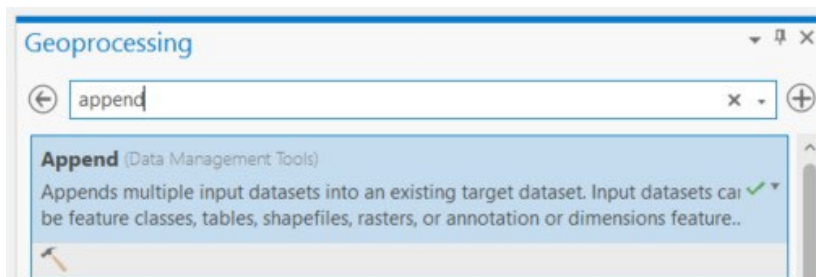 Geoprocessing
append
Append (Data Management Tools)
Appends multiple input datasets into an existing target dataset. Input datasets can
be feature classes, tables, shapefiles, rasters, or annotation or dimensions feature..